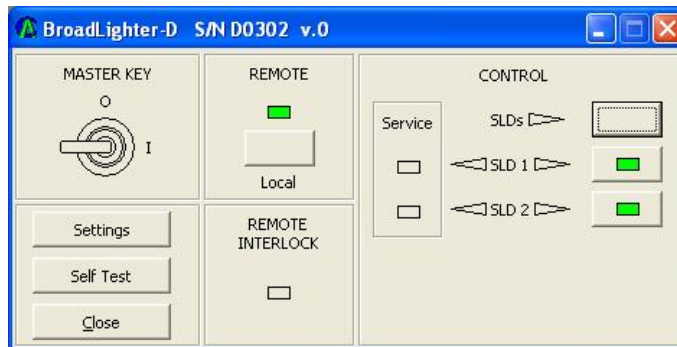 BroadLighter-D S/N D0302 v.0
MASTER KEY
O
I
REMOTE
Local
CONTROL
Service
SLDs
SLD 1
SLD 2
Settings
Self Test
Close
REMOTE
INTERLOCK